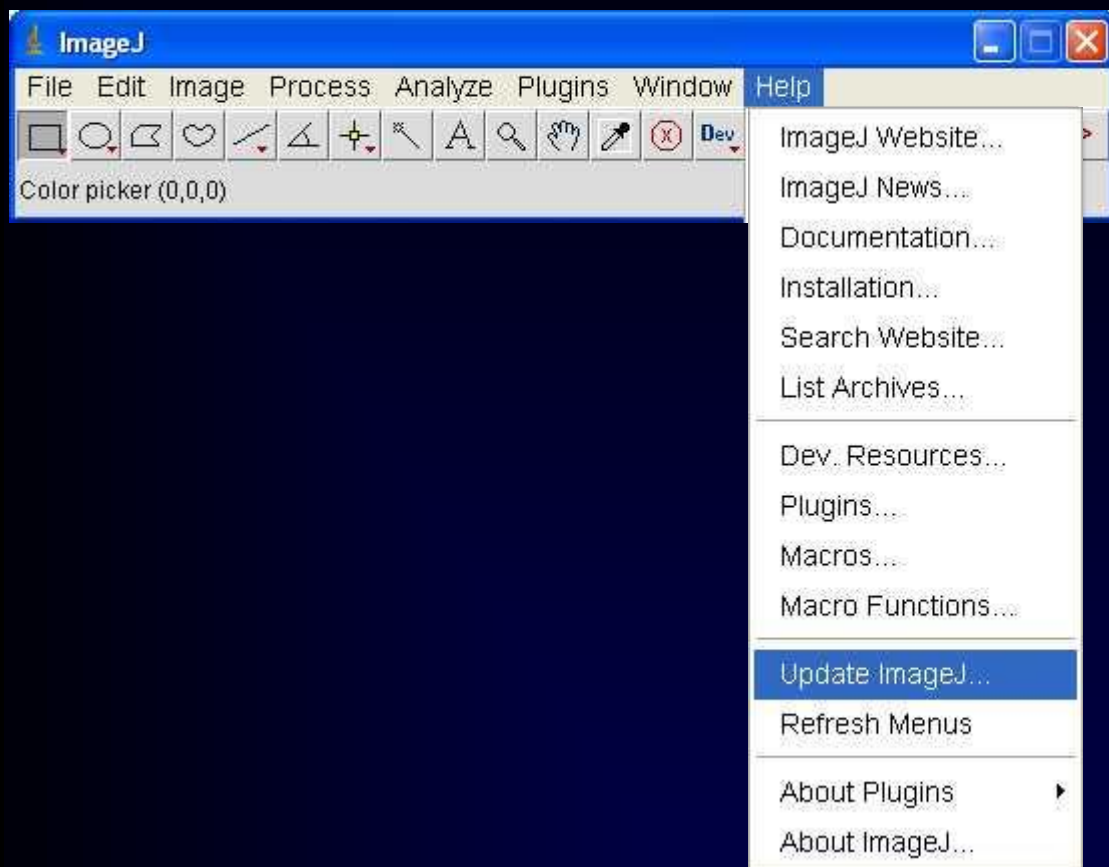 ImageJ
File Edit Image Process Analyze Plugins Window Help
A Dev >
Color picker (0,0,0)
ImageJ Website...
ImageJ News...
Documentation...
Installation...
Search Website...
List Archives...
Dev. Resources...
Plugins...
Macros...
Macro Functions...
Update ImageJ...
Refresh Menus
About Plugins
About ImageJ...